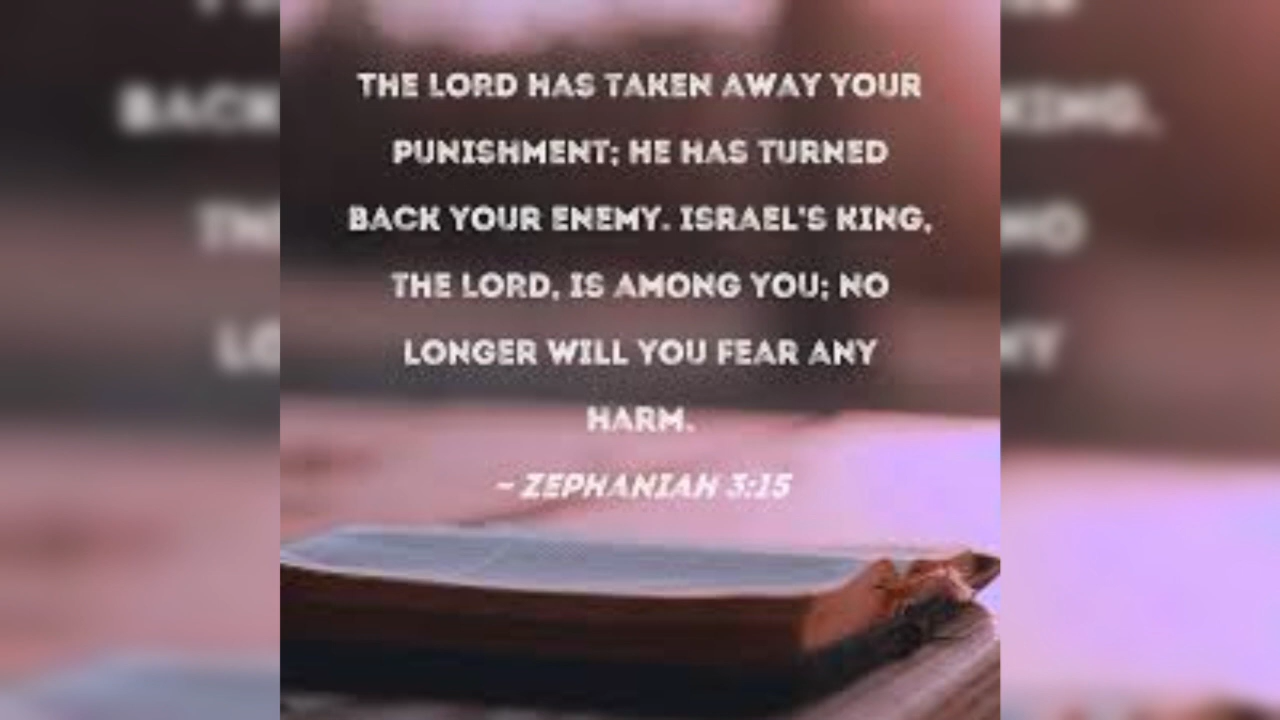 THE LORD HAS TAKEN AWAY YOUR
PUNISHMENT; HE HAS TURNED
BACK YOUR ENEMY. ISRAEL'S KING,
THE LORD, IS AMONG YOU; NO
LONGER WILL YOU FEAR ANY
HARM.
~ ZEPHANIAH 3:15